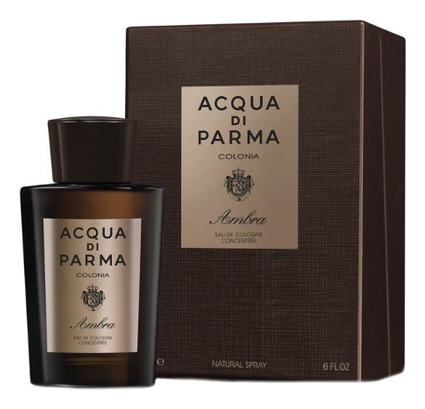 ACQUA
DI
PARMA
COLONIA
Ambra
EAU DE COLOGNE
CONCENTRÉE
e
NATURAL SPRAY
6 FL OZ
ACQUA
DI
PARMA
COLONIA
Ambra
EAU DE COLOGNE
CONCENTRÉE